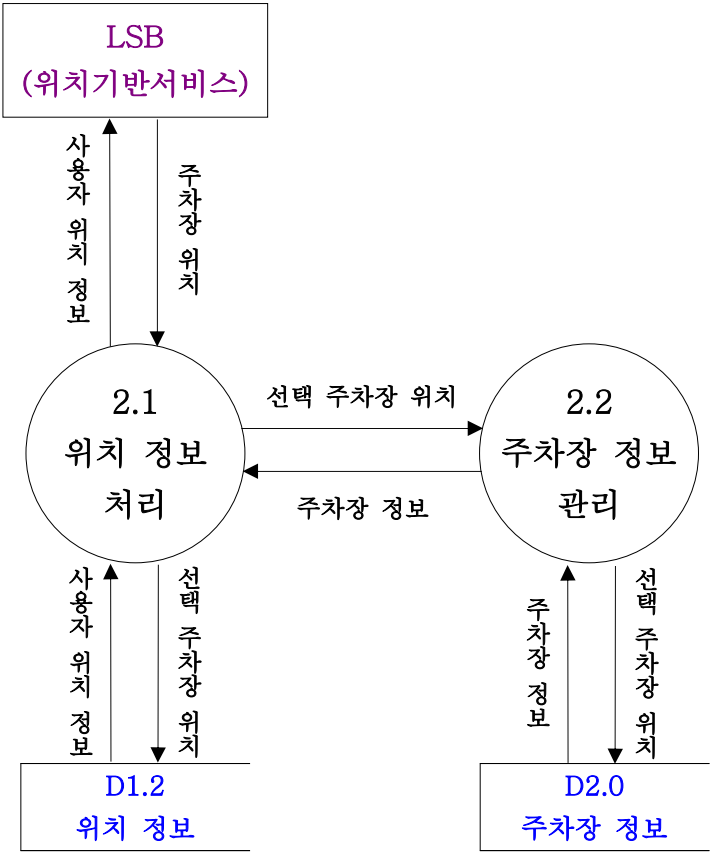 LSB
(위치기반서비스)
사용자 위치 정보
주차장 위치
2.1
위치 정보
처리
선택 주차장 위치
주차장 정보
2.2
주차장 정보
관리
사용자 위치 정보
선택 주차장 위치
주차장 정보
선택 주차장 위치
D1.2
위치 정보
D2.0
주차장 정보